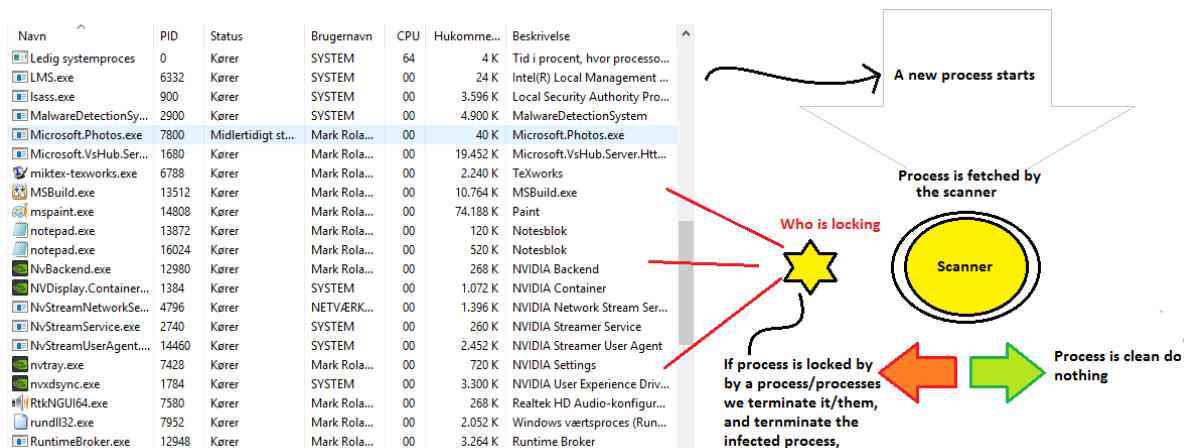 Navn PID Status Brugernavn CPU Hukomme... Beskrivelse
Ledig systemproces 0 Kører SYSTEM 64 4 K Tid i procent, hvor processo...
LMS.exe 6332 Kører SYSTEM 00 24 K Intel(R) Local Management ...
lsass.exe 900 Kører SYSTEM 00 3.596 K Local Security Authority Pro...
MalwareDetectionSy... 2900 Kører SYSTEM 00 4.900 K MalwareDetectionSystem
Microsoft.Photos.exe 7800 Midlertidigt st... Mark Rola... 00 40 K Microsoft.Photos.exe
Microsoft.VsHub.Ser... 1680 Kører Mark Rola... 00 19.452 K Microsoft.VsHub.Server.Htt...
miktex-texworks.exe 6788 Kører Mark Rola... 00 2.240 K TeXworks
MSBuild.exe 13512 Kører Mark Rola... 00 10.764 K MSBuild.exe
mspaint.exe 14808 Kører Mark Rola... 00 74.188 K Paint
notepad.exe 13872 Kører Mark Rola... 00 120 K Notesblok
notepad.exe 16024 Kører Mark Rola... 00 520 K Notesblok
NvBackend.exe 12980 Kører Mark Rola... 00 268 K NVIDIA Backend
NVDisplay.Container... 1384 Kører SYSTEM 00 1.072 K NVIDIA Container
NvStreamNetworkSe... 4796 Kører NETVÆRK... 00 1.396 K NVIDIA Network Stream Ser...
NvStreamService.exe 2740 Kører SYSTEM 00 260 K NVIDIA Streamer Service
NvStreamUserAgent.... 14460 Kører SYSTEM 00 2.452 K NVIDIA Streamer User Agent
nvtray.exe 7428 Kører Mark Rola... 00 720 K NVIDIA Settings
nvxdsync.exe 1784 Kører SYSTEM 00 3.300 K NVIDIA User Experience Driv...
RtkNGUI64.exe 7580 Kører Mark Rola... 00 268 K Realtek HD Audio-konfigur...
rundll32.exe 7952 Kører Mark Rola... 00 2.052 K Windows værtsproces (Run...
RuntimeBroker.exe 12948 Kører Mark Rola... 00 3.264 K Runtime Broker
A new process starts
Process is fetched by
the scanner
Who is locking
Scanner
If process is locked by
by a process/processes
we terminate it/them,
and ternminate the
infected process,
Process is clean do
nothing